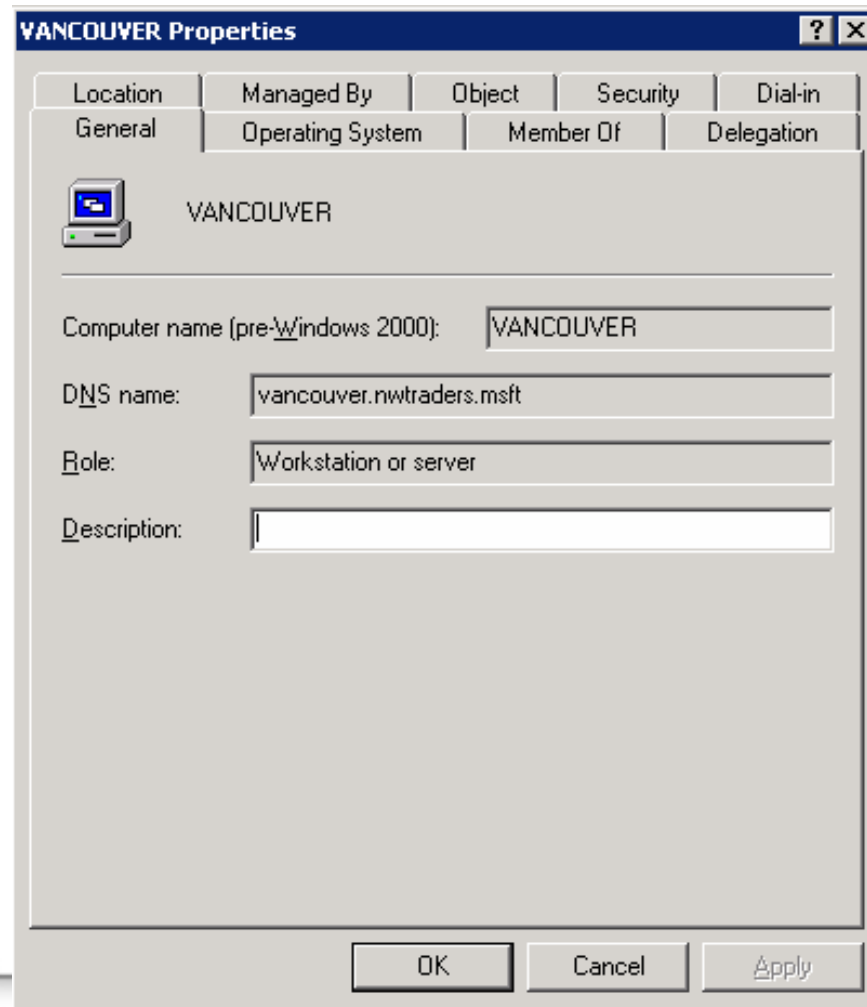 VANCOUVER Properties
Location Managed By Object Security Dial-in
General Operating System Member Of Delegation
VANCOUVER
Computer name (pre-Windows 2000): VANCOUVER
DNS name: vancouver.nwtraders.msft
Role: Workstation or server
Description:
OK Cancel Apply